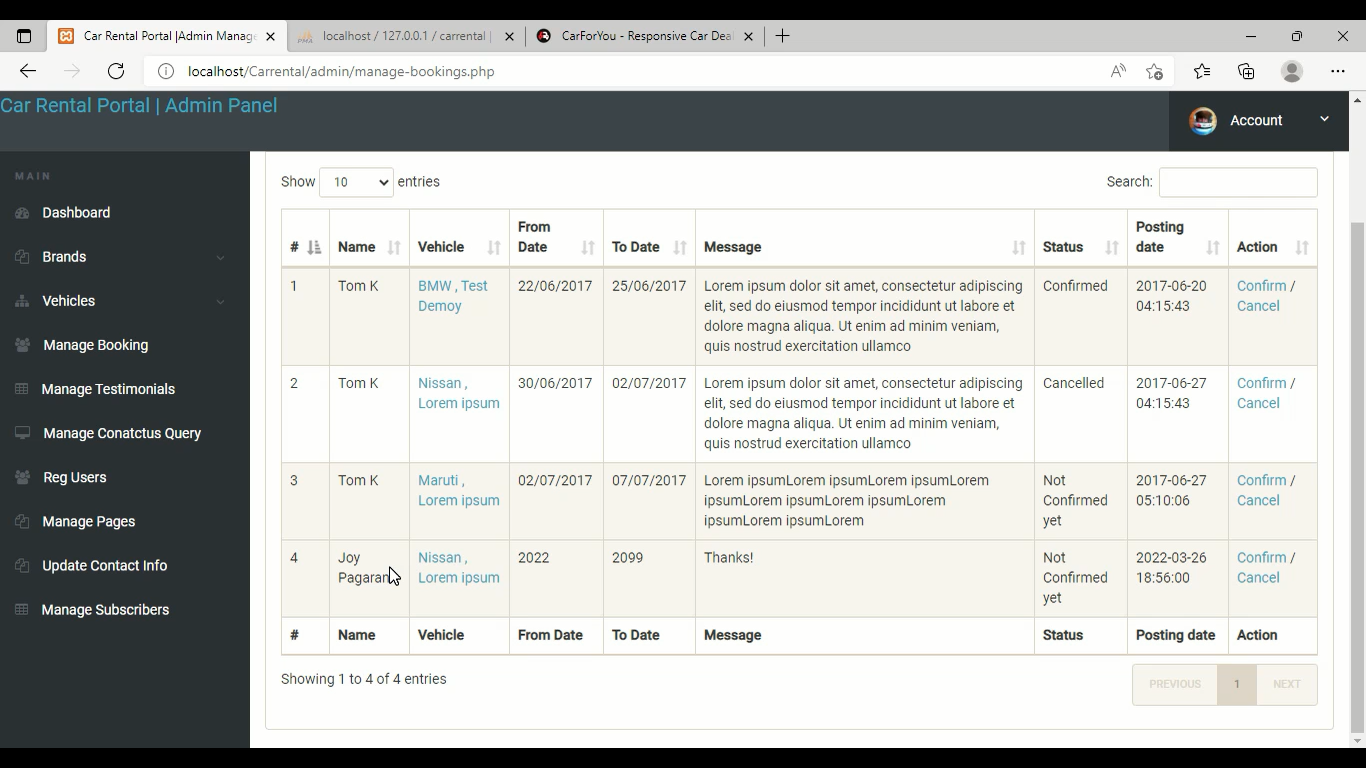 Car Rental Portal |Admin Manage
localhost / 127.0.0.1 / carrental |
CarForYou - Responsive Car Deal
localhost/Carrental/admin/manage-bookings.php
Car Rental Portal | Admin Panel
Account
MAIN
Dashboard
Brands
Vehicles
Manage Booking
Manage Testimonials
Manage Conatctus Query
Reg Users
Manage Pages
Update Contact Info
Manage Subscribers
Show 10 entries
Search:
# Name Vehicle From Date To Date Message Status Posting date Action
1 Tom K BMW , Test Demoy 22/06/2017 25/06/2017 Lorem ipsum dolor sit amet, consectetur adipiscing Confirmed 2017-06-20 04:15:43 Confirm / Cancel
elit, sed do eiusmod tempor incididunt ut labore et
dolore magna aliqua. Ut enim ad minim veniam,
quis nostrud exercitation ullamco
2 Tom K Nissan , Lorem ipsum 30/06/2017 02/07/2017 Lorem ipsum dolor sit amet, consectetur adipiscing Cancelled 2017-06-27 04:15:43 Confirm / Cancel
elit, sed do eiusmod tempor incididunt ut labore et
dolore magna aliqua. Ut enim ad minim veniam,
quis nostrud exercitation ullamco
3 Tom K Maruti , Lorem ipsum 02/07/2017 07/07/2017 Lorem ipsumLorem ipsumLorem ipsumLorem Not Confirmed yet 2017-06-27 05:10:06 Confirm / Cancel
ipsumLorem ipsumLorem ipsumLorem
ipsumLorem ipsumLorem
4 Joy Nissan , Lorem ipsum 2022 2099 Thanks! Not Confirmed yet 2022-03-26 18:56:00 Confirm / Cancel
# Name Vehicle From Date To Date Message Status Posting date Action
Showing 1 to 4 of 4 entries
PREVIOUS 1 NEXT